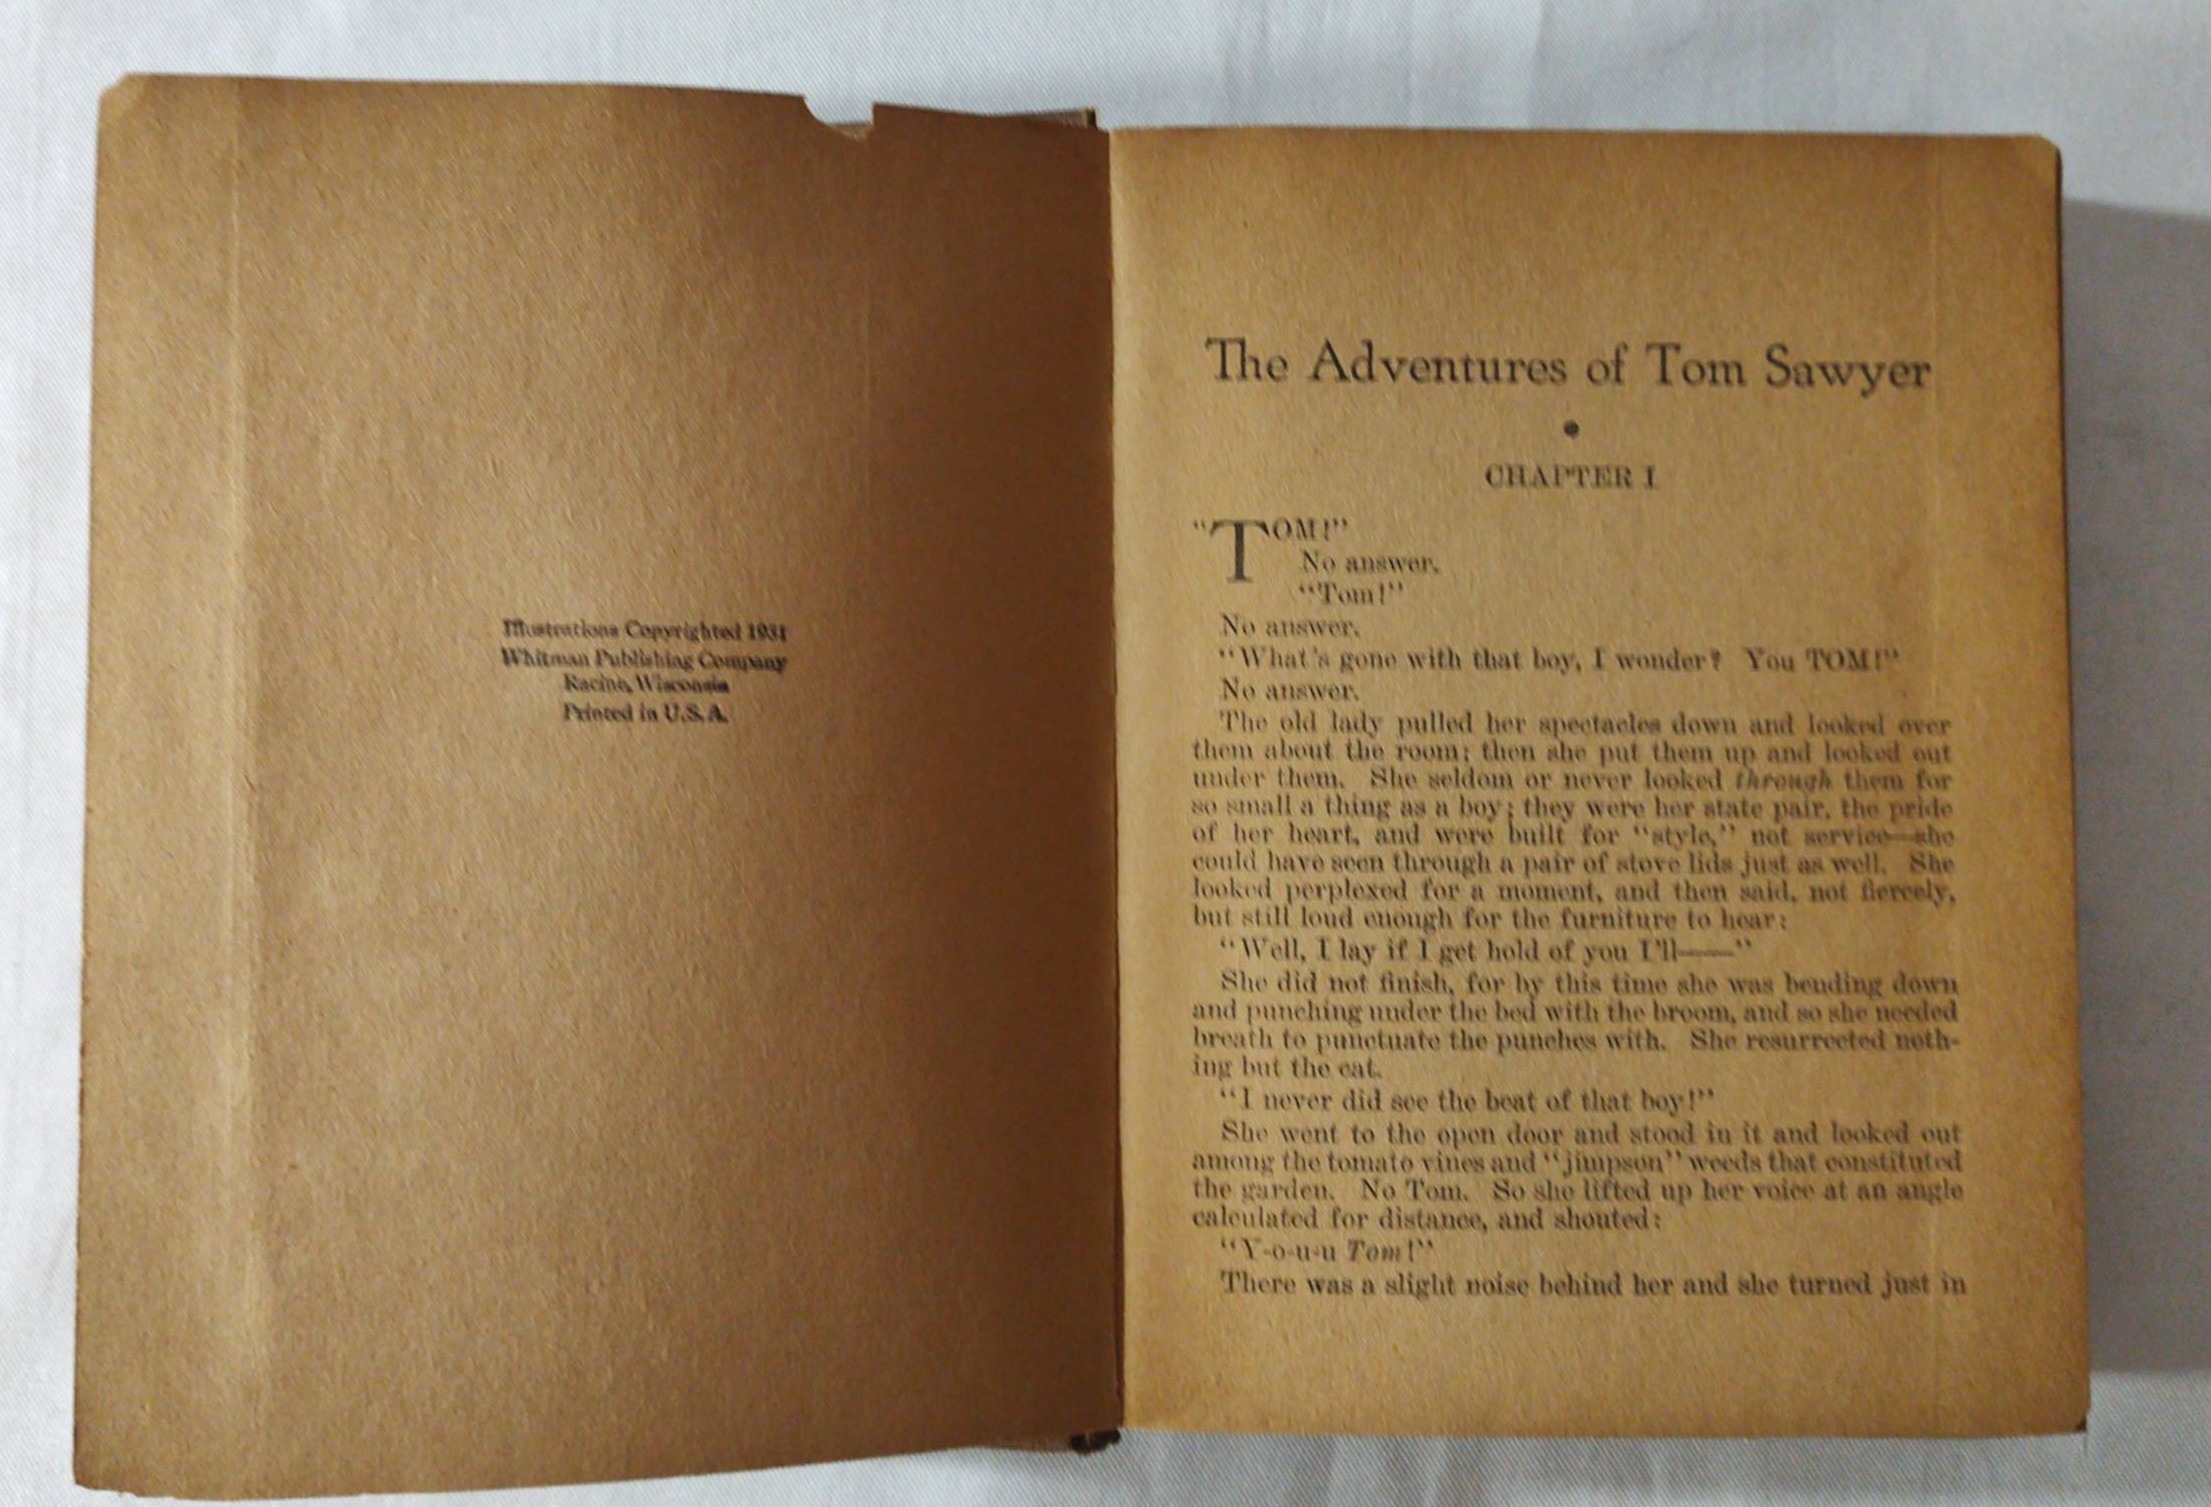 Illustrations Copyrighted 1931
Whitman Publishing Company
Racine, Wisconsin
Printed in U.S.A.
The Adventures of Tom Sawyer
•
CHAPTER I
"TOM!"
No answer.
"Tom!"
No answer.
"What's gone with that boy, I wonder? You TOM!"
No answer.
The old lady pulled her spectacles down and looked over
them about the room; then she put them up and looked out
under them. She seldom or never looked through them for
so small a thing as a boy; they were her state pair, the pride
of her heart, and were built for "style," not service—she
could have seen through a pair of stove lids just as well. She
looked perplexed for a moment, and then said, not fiercely,
but still loud enough for the furniture to hear:
"Well, I lay if I get hold of you I'll——"
She did not finish, for by this time she was bending down
and punching under the bed with the broom, and so she needed
breath to punctuate the punches with. She resurrected noth-
ing but the cat.
"I never did see the beat of that boy!"
She went to the open door and stood in it and looked out
among the tomato vines and "jimpson" weeds that constituted
the garden. No Tom. So she lifted up her voice at an angle
calculated for distance, and shouted:
"Y-o-u-u Tom!"
There was a slight noise behind her and she turned just in